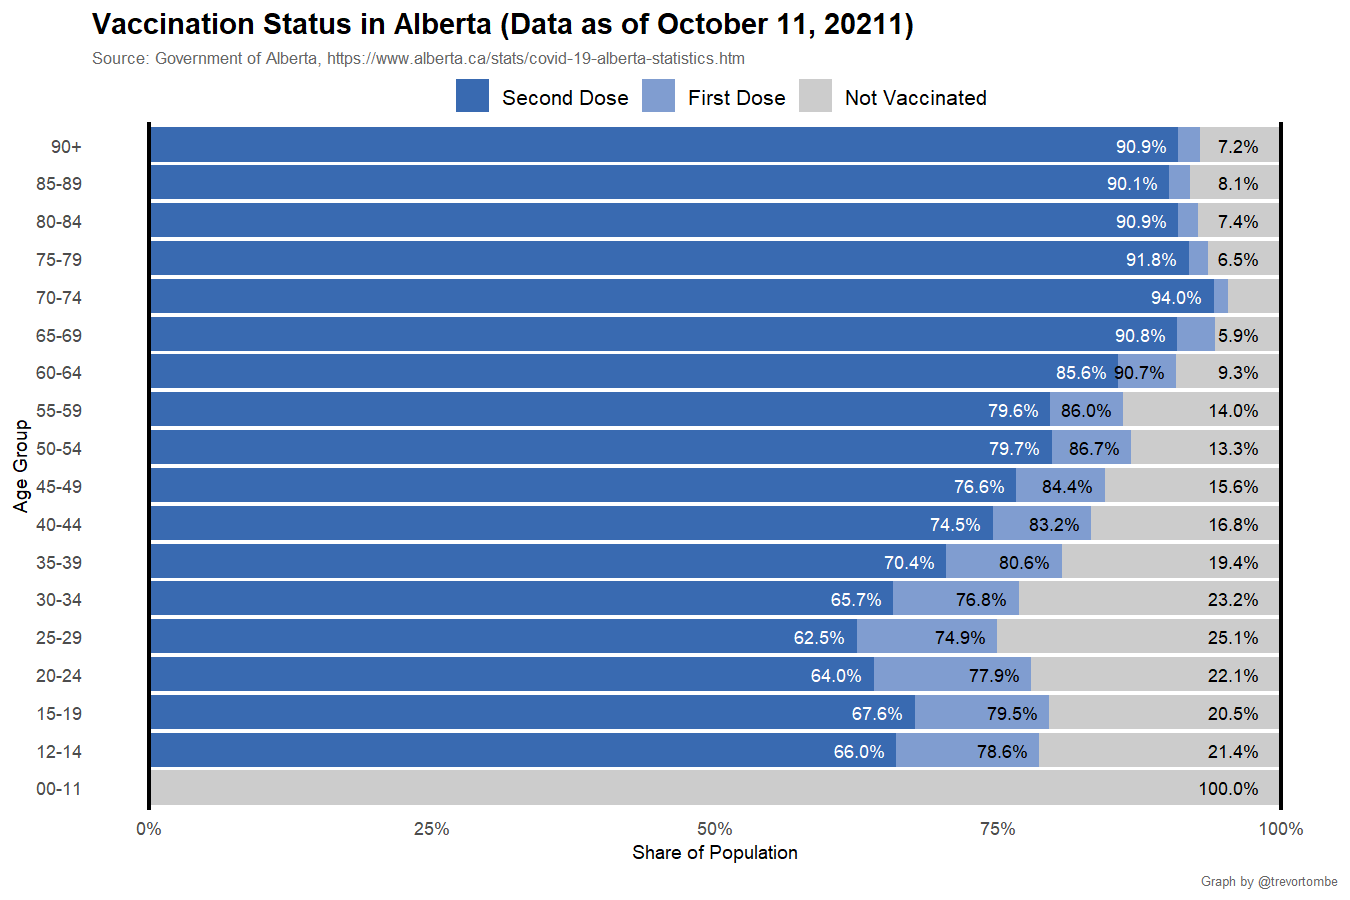 Vaccination Status in Alberta (Data as of October 11, 20211)
Source: Government of Alberta, https://www.alberta.ca/stats/covid-19-alberta-statistics.htm
Second Dose First Dose Not Vaccinated
90+ 90.9% 7.2%
85-89 90.1% 8.1%
80-84 90.9% 7.4%
75-79 91.8% 6.5%
70-74 94.0%
65-69 90.8% 5.9%
60-64 85.6% 90.7% 9.3%
55-59 79.6% 86.0% 14.0%
50-54 79.7% 86.7% 13.3%
45-49 76.6% 84.4% 15.6%
40-44 74.5% 83.2% 16.8%
35-39 70.4% 80.6% 19.4%
30-34 65.7% 76.8% 23.2%
25-29 62.5% 74.9% 25.1%
20-24 64.0% 77.9% 22.1%
15-19 67.6% 79.5% 20.5%
12-14 66.0% 78.6% 21.4%
00-11 100.0%
Age Group
0% 25% 50% 75% 100%
Share of Population
Graph by @trevortombe